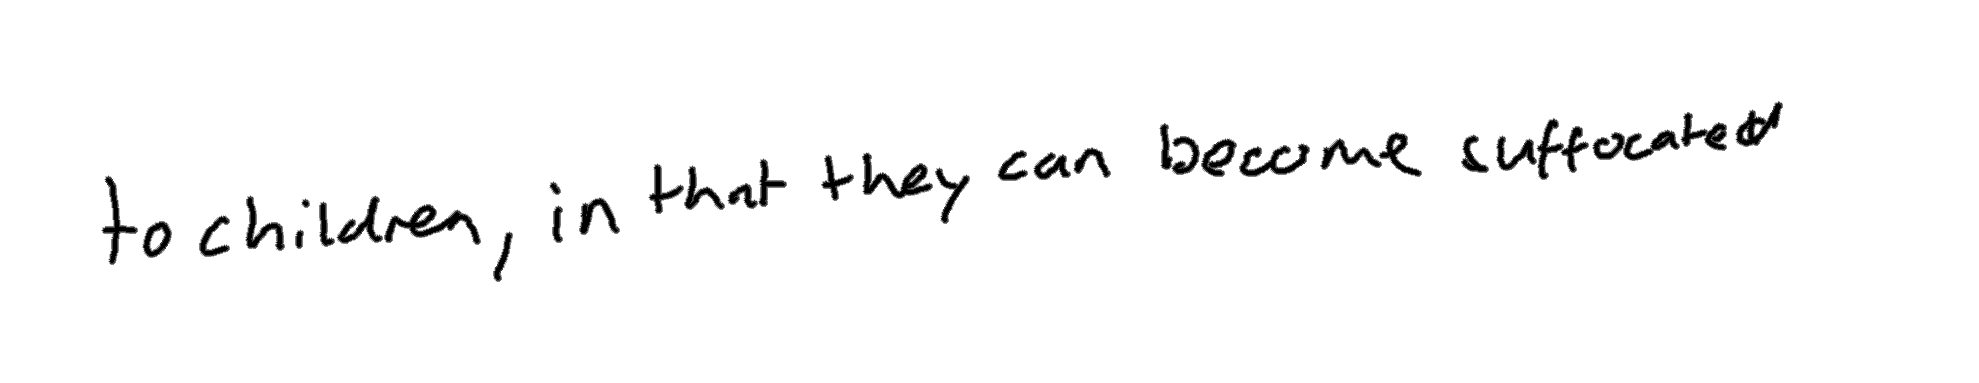 to children, in that they can become suffocated